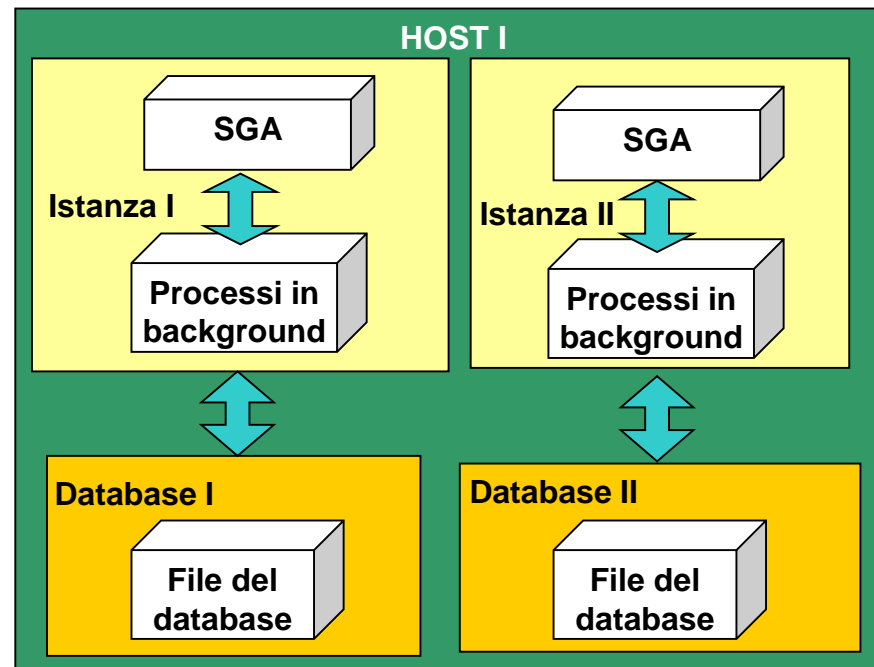 HOST I
SGA
Istanza I
Processi in
background
SGA
Istanza II
Processi in
background
Database I
File del
database
Database II
File del
database